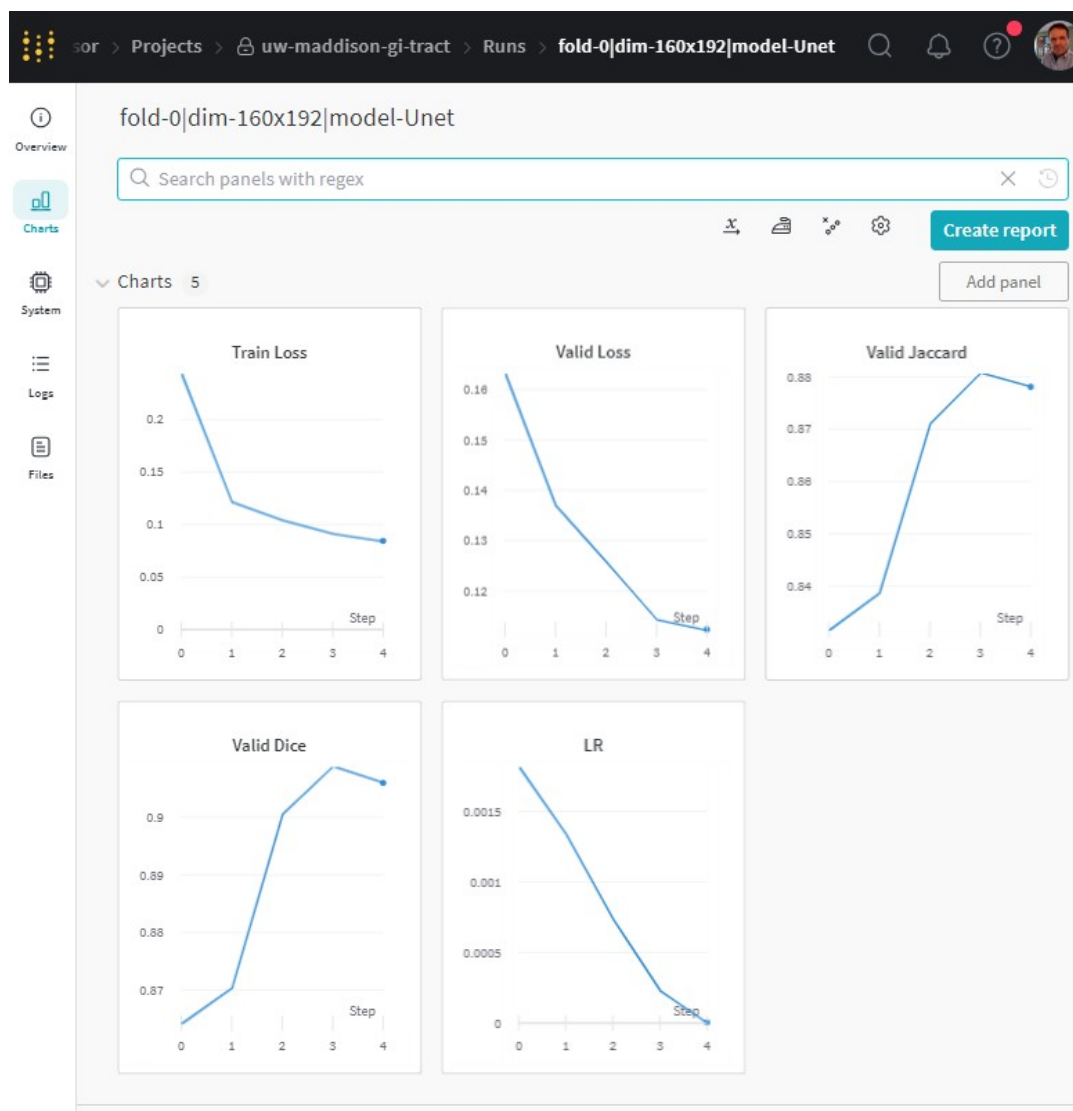 sor > Projects > uw-maddison-gi-tract > Runs > fold-0|dim-160x192|model-Unet
Overview
Charts
System
Logs
Files
fold-0|dim-160x192|model-Unet
Search panels with regex
Create report
Charts 5
Add panel
Train Loss
0.2
0.15
0.1
0.05
0
Step
0 1 2 3 4
Valid Loss
0.16
0.15
0.14
0.13
0.12
Step
0 1 2 3 4
Valid Jaccard
0.88
0.87
0.86
0.85
0.84
Step
0 1 2 3 4
Valid Dice
0.9
0.89
0.88
0.87
Step
0 1 2 3 4
LR
0.0015
0.001
0.0005
0
Step
0 1 2 3 4